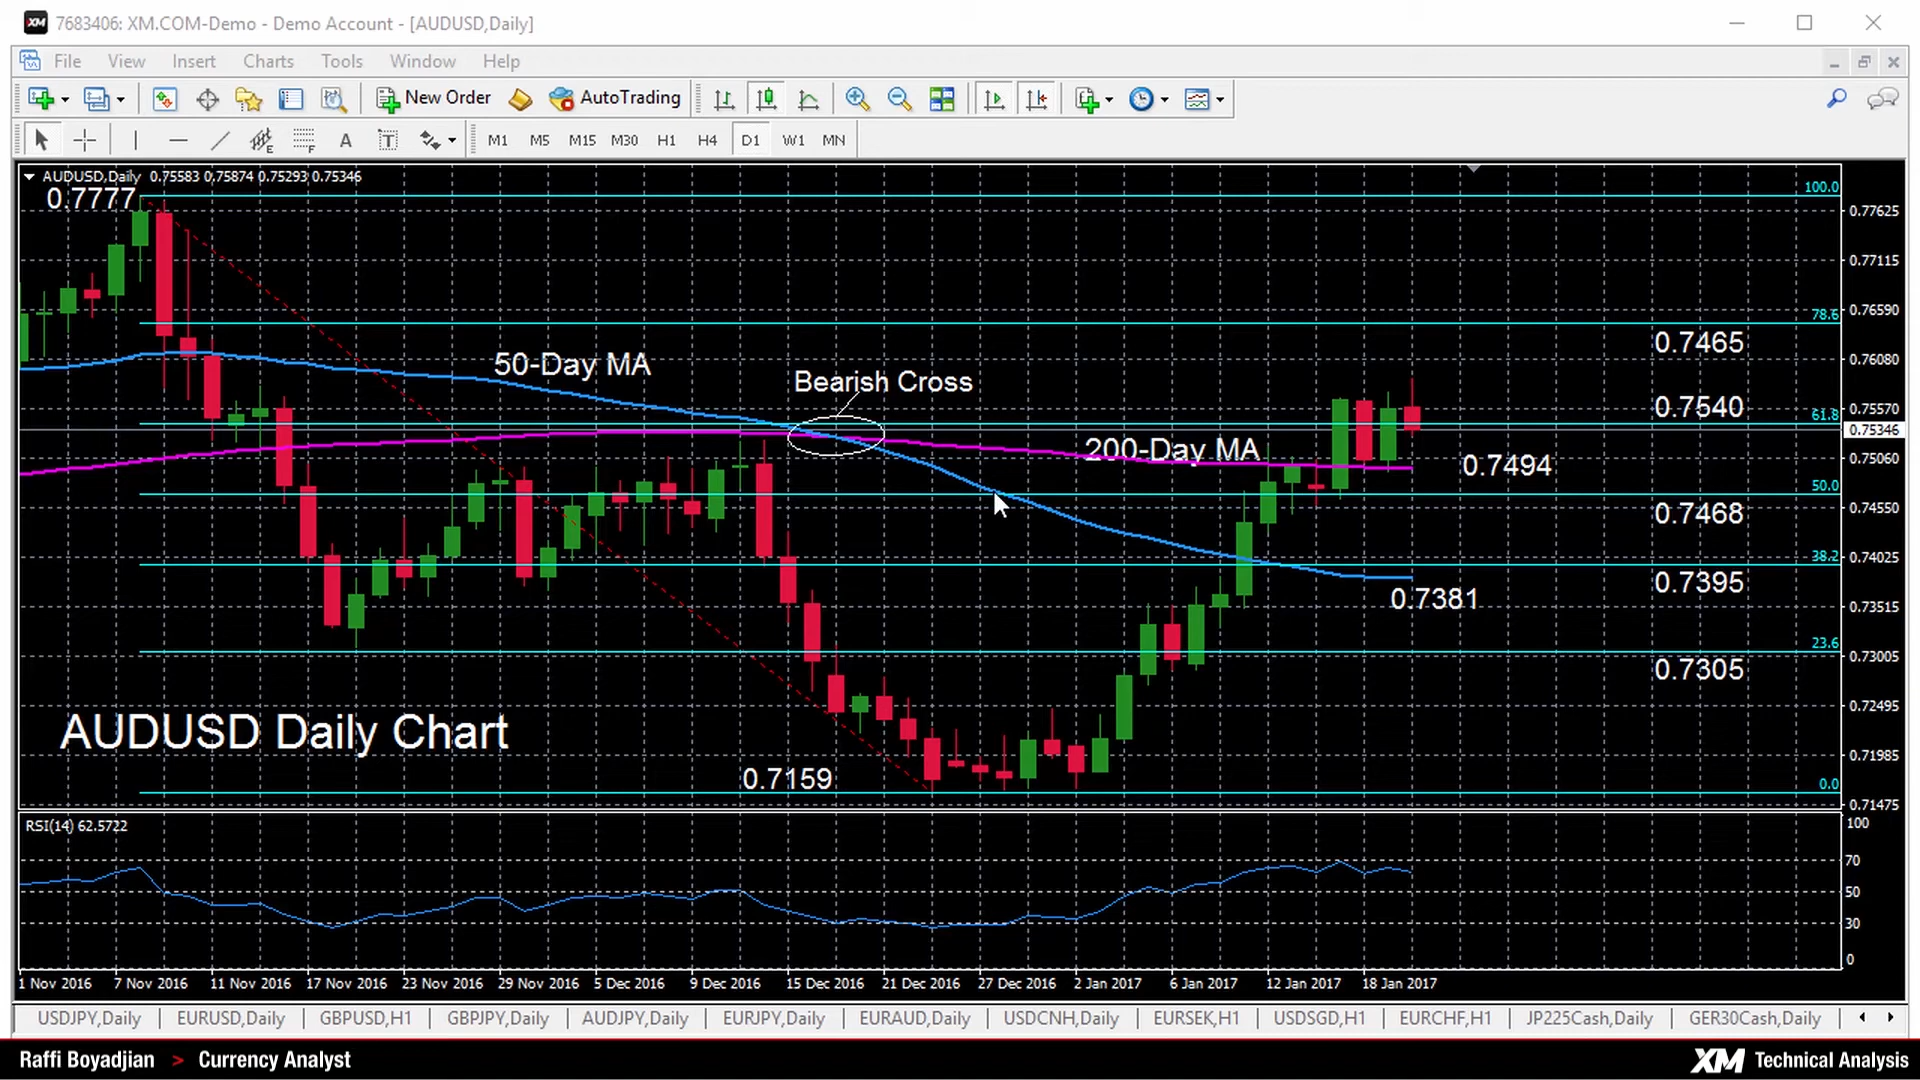 XM 7683406: XM.COM-Demo - Demo Account - [AUDUSD,Daily]
File View Insert Charts Tools Window Help
New Order AutoTrading
E F A T M1 M5 M15 M30 H1 H4 D1 W1 MN
AUDUSD,Daily 0.75583 0.75874 0.75293 0.75346
100.0
0.7777
0.77625
0.77115
78.6
0.76590
0.7465
0.76080
50-Day MA
Bearish Cross
0.7540
0.75570
61.8
0.75346
200-Day MA
0.75060
0.7494
50.0
0.74550
0.7468
38.2
0.74025
0.7395
0.7381
0.73515
23.6
0.73005
0.7305
0.72495
AUDUSD Daily Chart
0.71985
0.7159
0.0
0.71475
RSI(14) 62.5722
100
70
50
30
0
1 Nov 2016 7 Nov 2016 11 Nov 2016 17 Nov 2016 23 Nov 2016 29 Nov 2016 5 Dec 2016 9 Dec 2016 15 Dec 2016 21 Dec 2016 27 Dec 2016 2 Jan 2017 6 Jan 2017 12 Jan 2017 18 Jan 2017
USDJPY,Daily EURUSD,Daily GBPUSD,H1 GBPJPY,Daily AUDJPY,Daily EURJPY,Daily EURAUD,Daily USDCNH,Daily EURSEK,H1 USDSGD,H1 EURCHF,H1 JP225Cash,Daily GER30Cash,Daily
Raffi Boyadjian > Currency Analyst
XM Technical Analysis